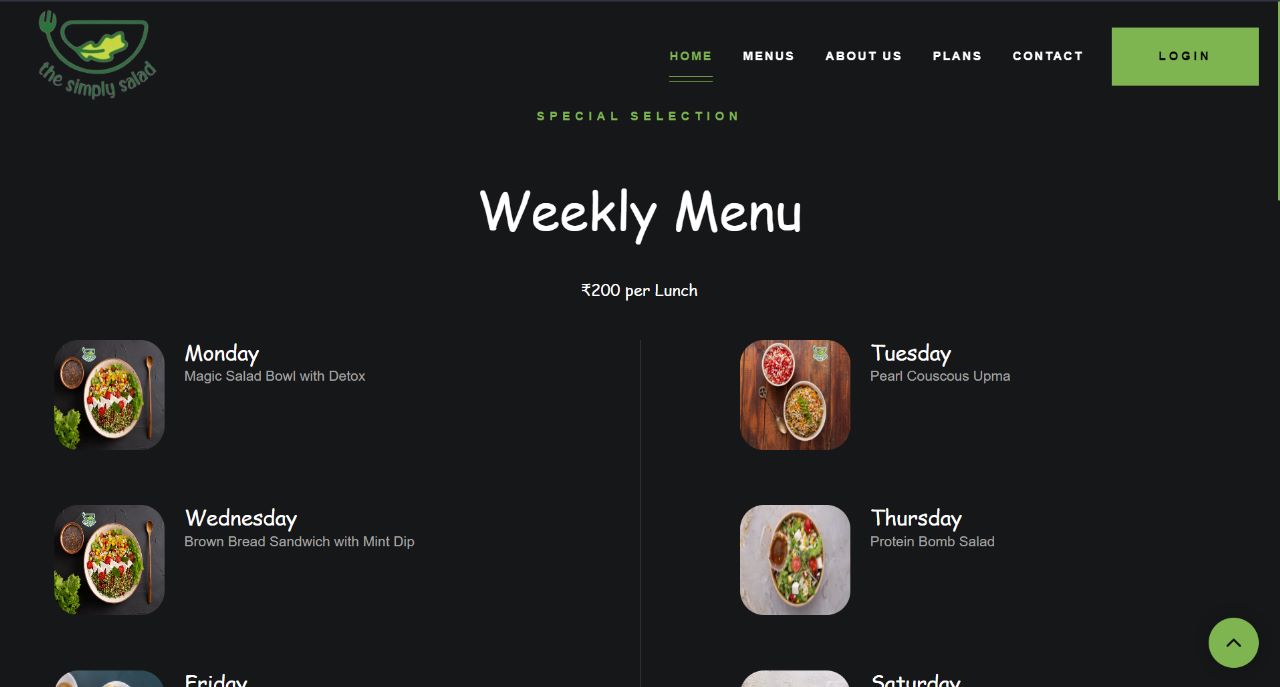 the simply salad
HOME
MENUS
ABOUT US
PLANS
CONTACT
LOGIN
SPECIAL SELECTION
Weekly Menu
₹200 per Lunch
Monday
Magic Salad Bowl with Detox
Tuesday
Pearl Couscous Upma
Wednesday
Brown Bread Sandwich with Mint Dip
Thursday
Protein Bomb Salad
Friday
Saturday